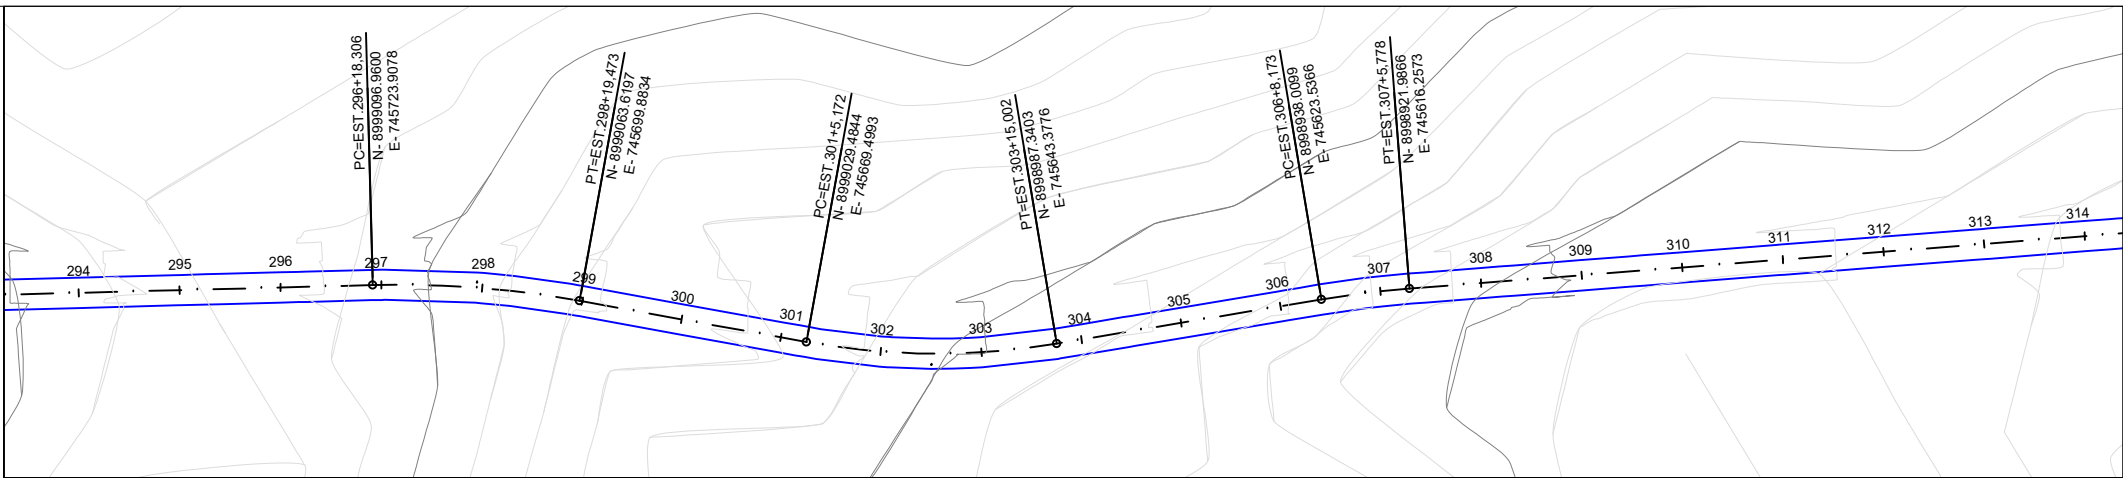 PC=EST.296+18,306
N- 8999096.9600
E- 745723.9078
PT=EST.298+19,473
N- 8999063.6197
E- 745699.8834
PC=EST.301+5,172
N- 8999029.4844
E- 745669.4993
PT=EST.303+15,002
N- 8998987.3403
E- 745643.3776
PC=EST.306+8,173
N- 8998938.0099
E- 745623.5366
PT=EST.307+5,778
N- 8998921.9866
E- 745616.2573
294
295
296
297
298
299
300
301
302
303
304
305
306
307
308
309
310
311
312
313
314